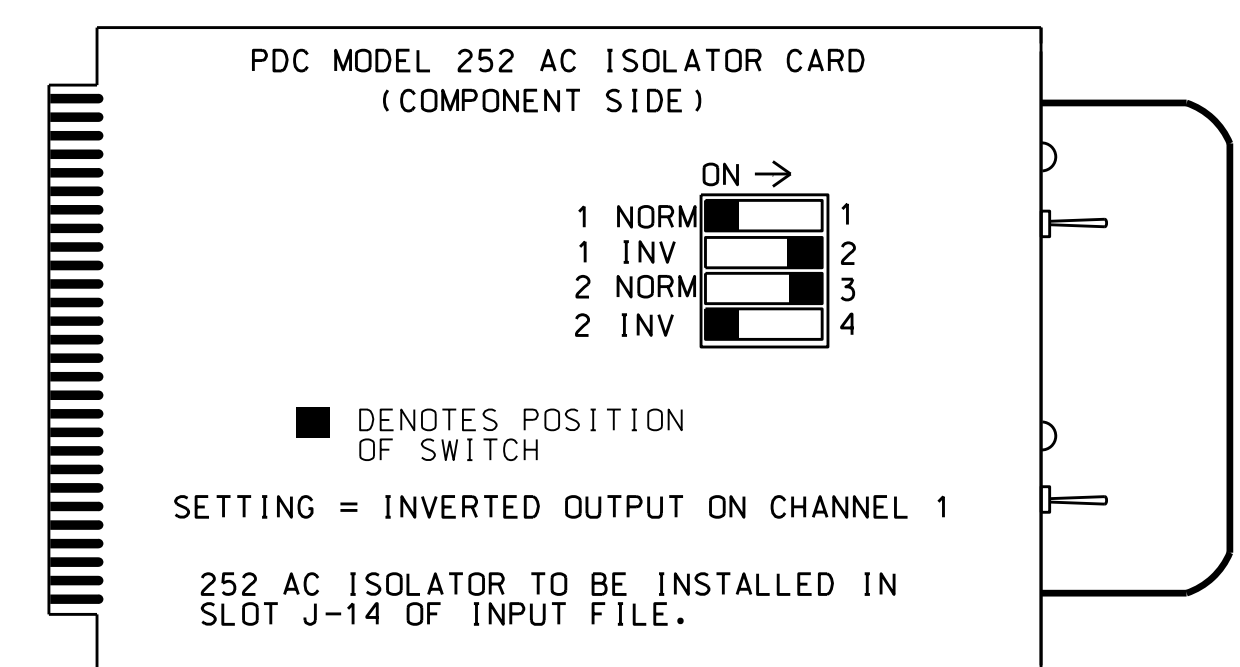 PDC MODEL 252 AC ISOLATOR CARD
(COMPONENT SIDE)
ON →
1 NORM 1
1 INV 2
2 NORM 3
2 INV 4
DENOTES POSITION
OF SWITCH
SETTING = INVERTED OUTPUT ON CHANNEL 1
252 AC ISOLATOR TO BE INSTALLED IN
SLOT J-14 OF INPUT FILE.